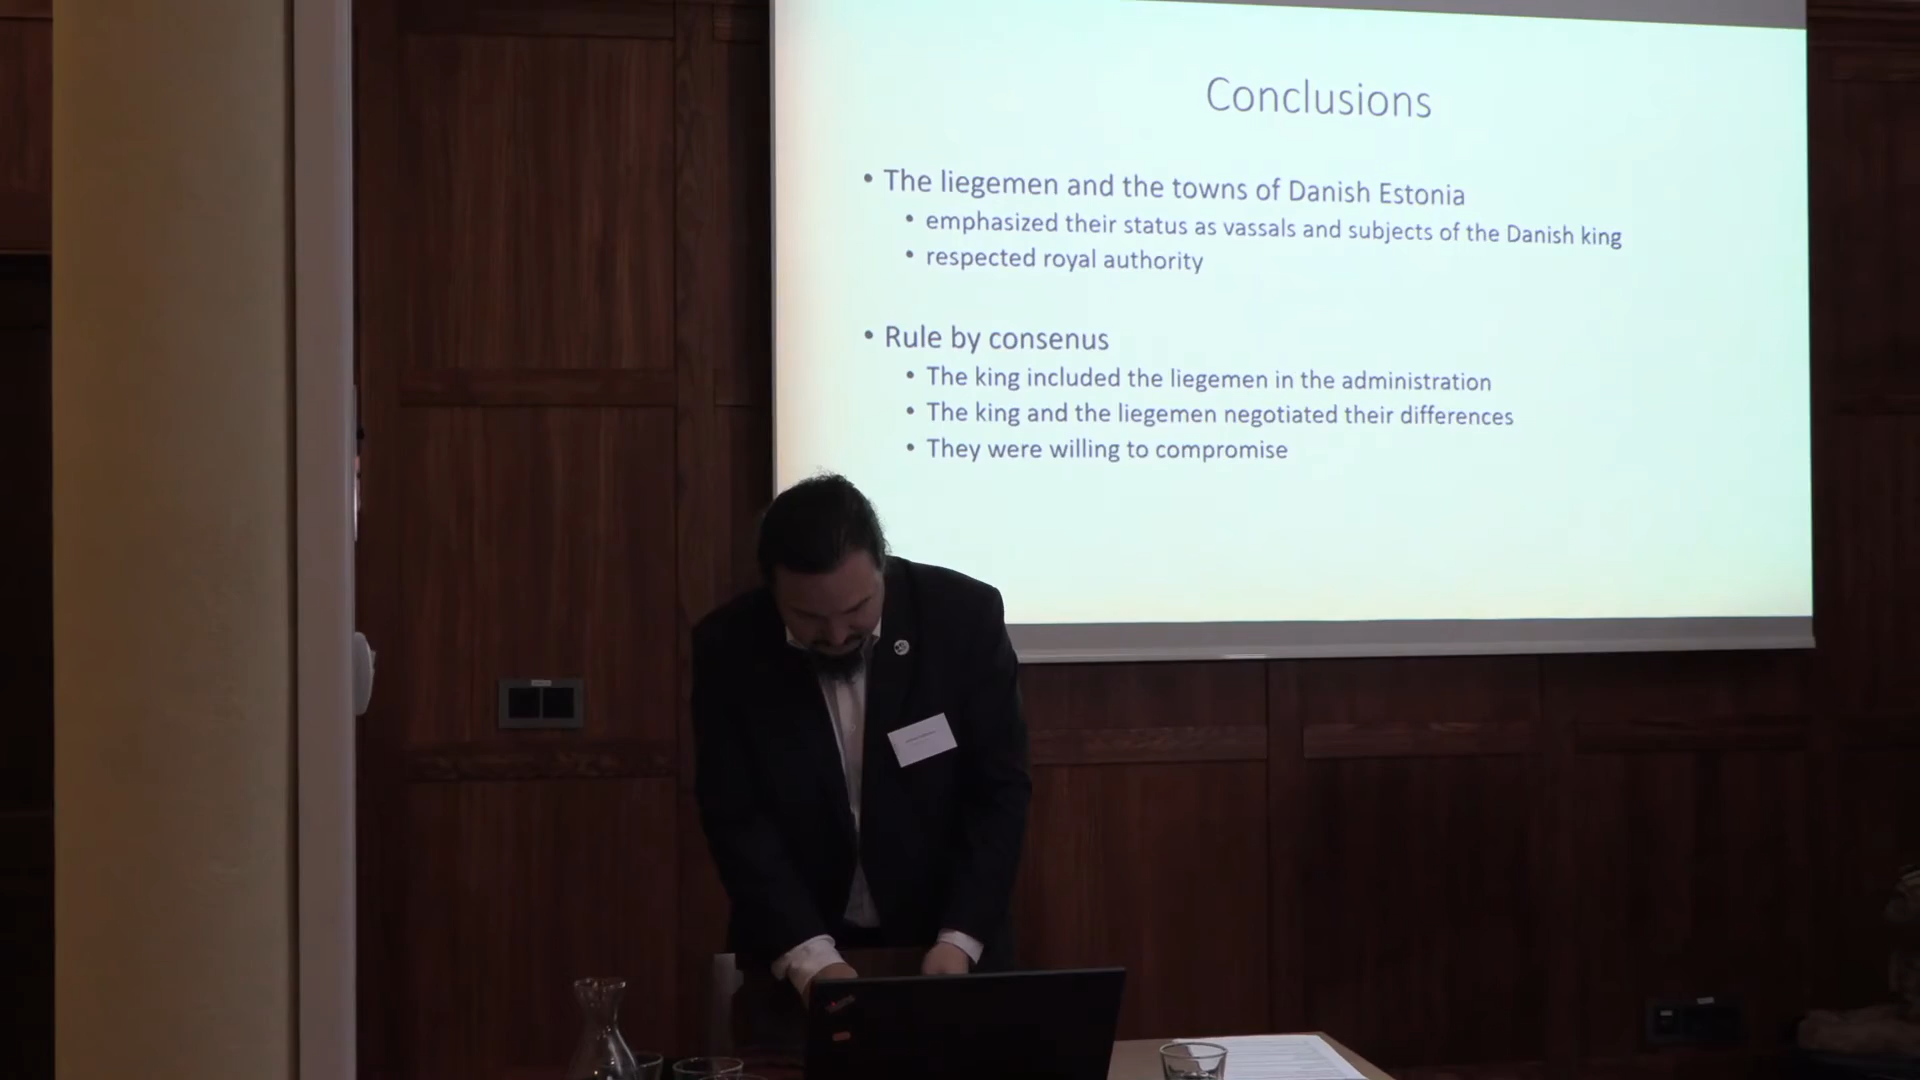 Conclusions
• The liegemen and the towns of Danish Estonia
• emphasized their status as vassals and subjects of the Danish king
• respected royal authority
• Rule by consenus
• The king included the liegemen in the administration
• The king and the liegemen negotiated their differences
• They were willing to compromise